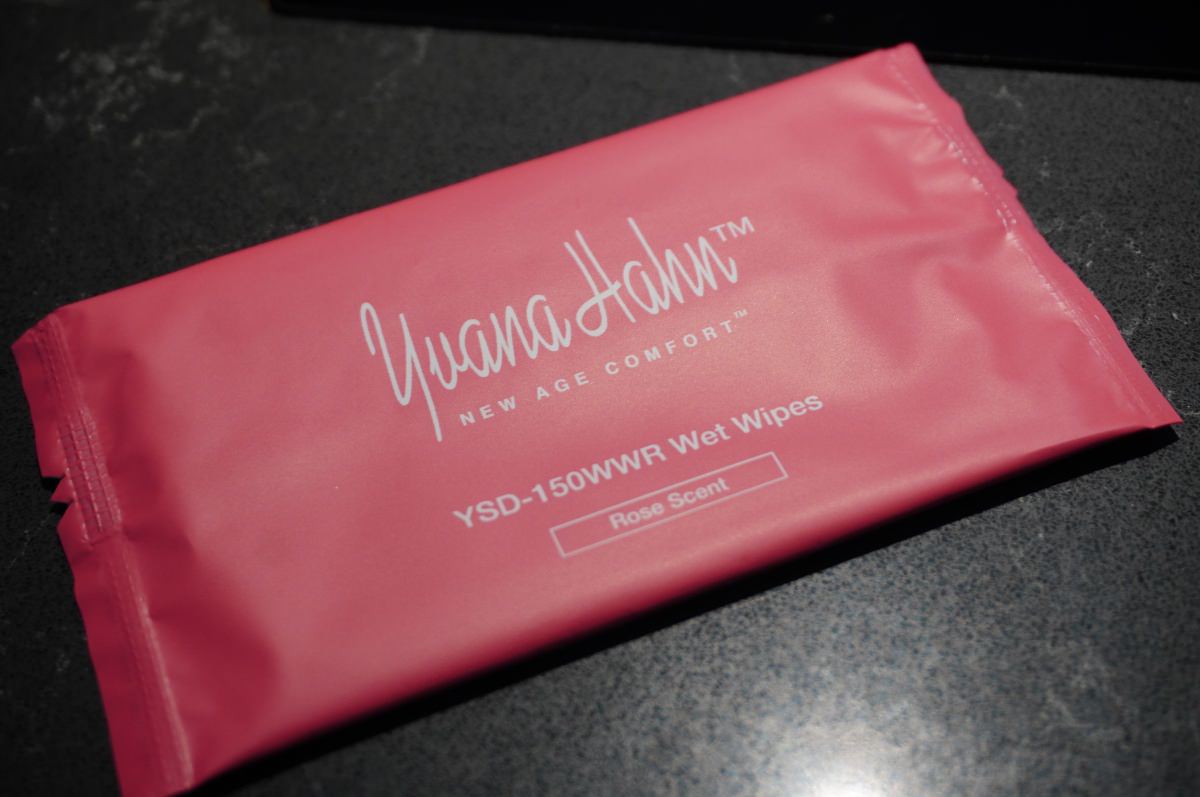 Yuana Hahn™
NEW AGE COMFORT™
YSD-150WWR Wet Wipes
Rose Scent